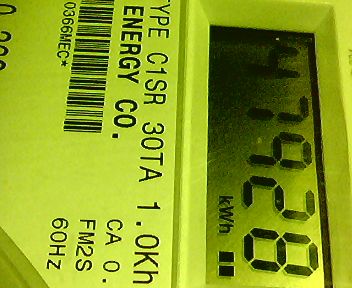 47928
kWh
TYPE C1SR 30TA 1.0Kh
CA 0.
ENERGY CO.
FM2S
60Hz
0366MEC*